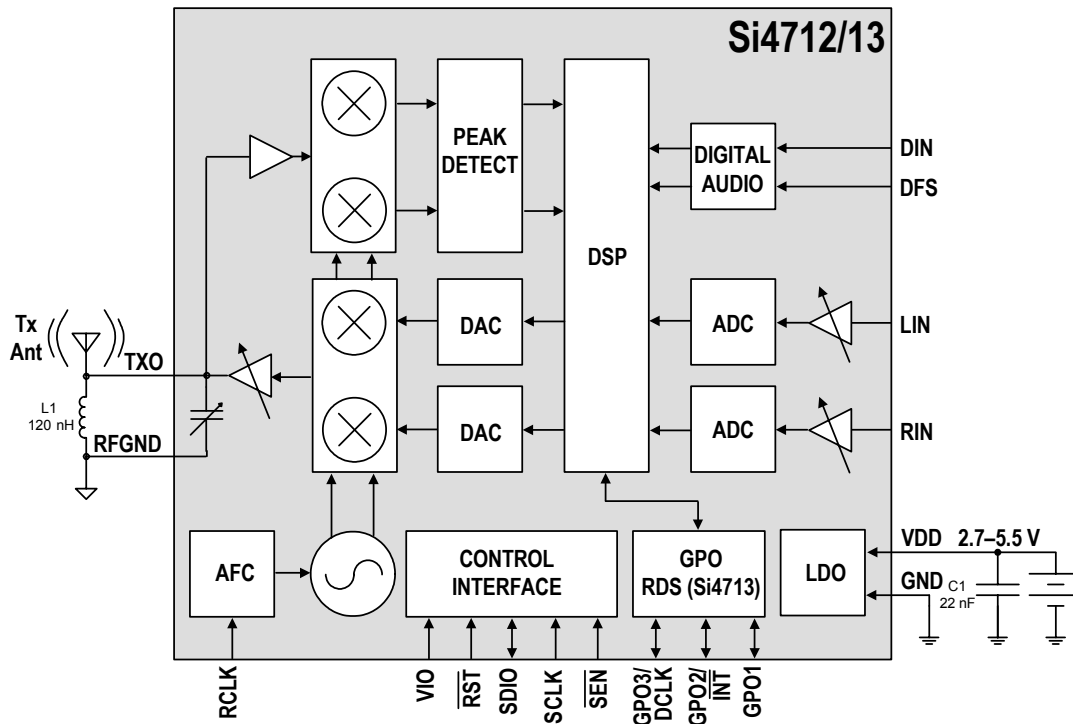 Si4712/13
PEAK
DETECT
DSP
DIGITAL
AUDIO
DIN
DFS
DAC
ADC
LIN
Tx
Ant
TXO
L1
120 nH
RFGND
DAC
ADC
RIN
AFC
CONTROL
INTERFACE
GPO
RDS (Si4713)
LDO
VDD 2.7–5.5 V
GND
C1
22 nF
RCLK
VIO
RST
SDIO
SCLK
SEN
GPO3/
DCLK
GPO2/
INT
GPO1